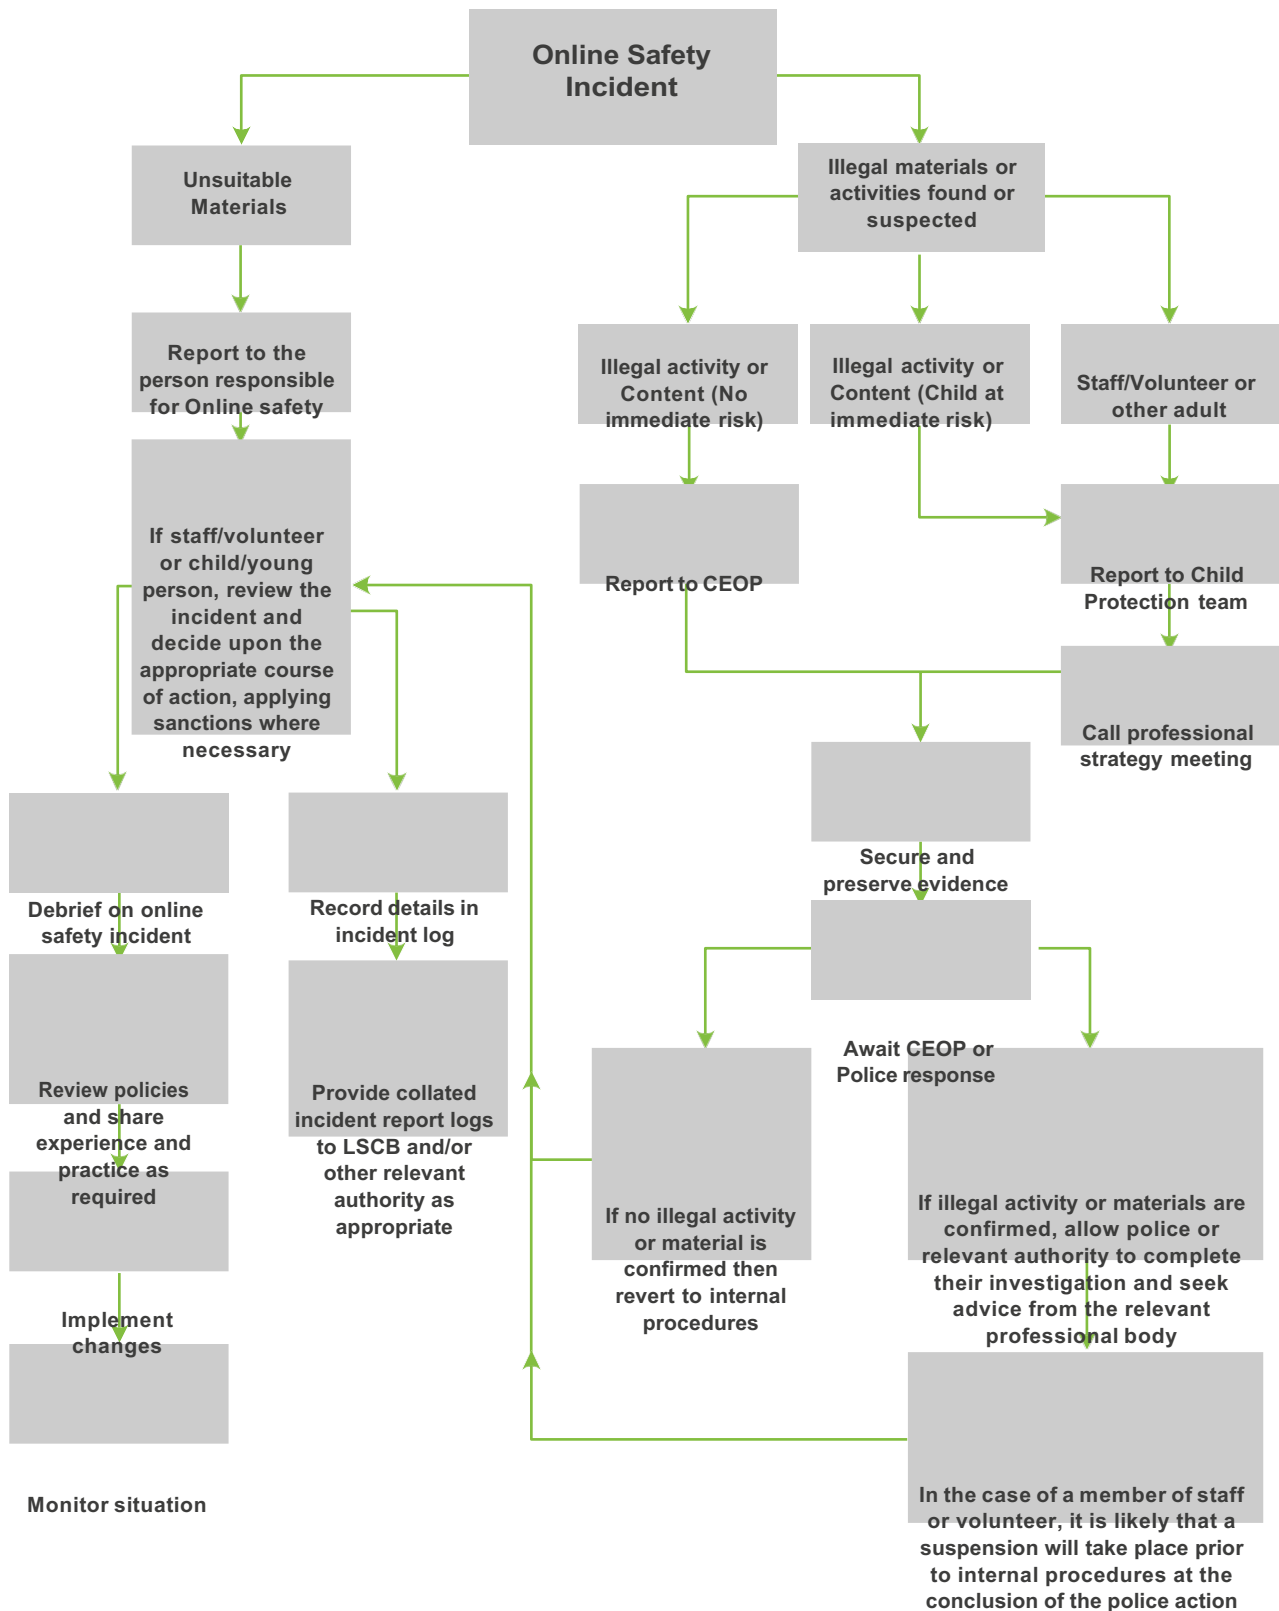 Online Safety
Incident
Unsuitable
Materials
Illegal materials or
activities found or
suspected
Report to the
person responsible
for Online safety
Illegal activity or
Content (No
immediate risk)
Illegal activity or
Content (Child at
immediate risk)
Staff/Volunteer or
other adult
If staff/volunteer
or child/young
person, review the
incident and
decide upon the
appropriate course
of action, applying
sanctions where
necessary
Report to CEOP
Report to Child
Protection team
Call professional
strategy meeting
Secure and
preserve evidence
Debrief on online
safety incident
Record details in
incident log
Await CEOP or
Police response
Review policies
and share
experience and
practice as
required
Provide collated
incident report logs
to LSCB and/or
other relevant
authority as
appropriate
If no illegal activity
or material is
confirmed then
revert to internal
procedures
If illegal activity or materials are
confirmed, allow police or
relevant authority to complete
their investigation and seek
advice from the relevant
professional body
Implement
changes
Monitor situation
In the case of a member of staff
or volunteer, it is likely that a
suspension will take place prior
to internal procedures at the
conclusion of the police action